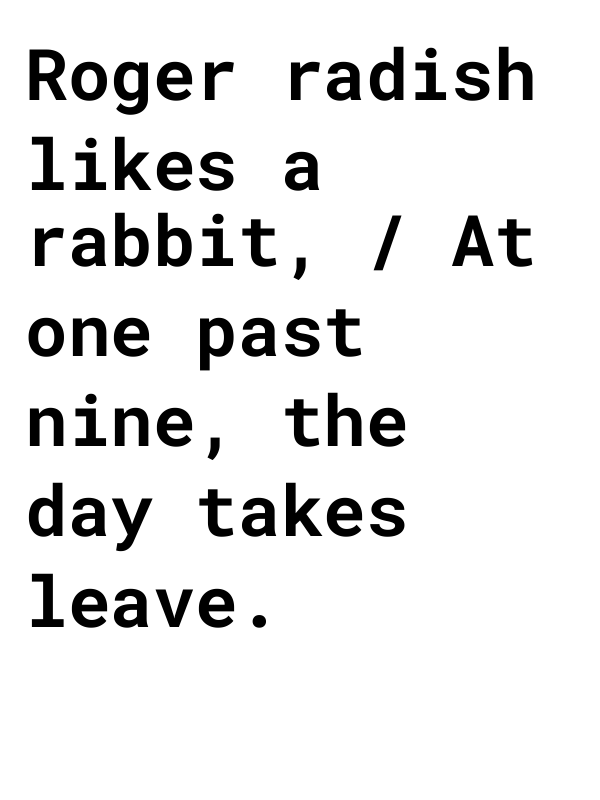 Roger radish
likes a
rabbit, / At
one past
nine, the
day takes
leave.